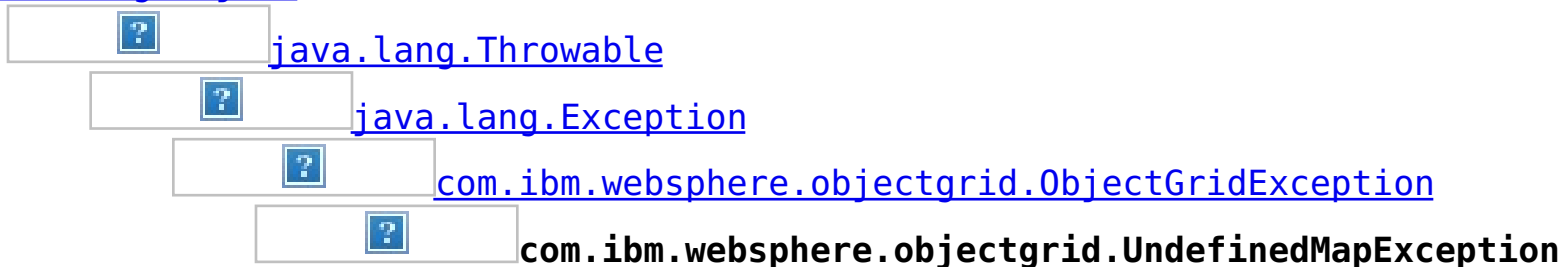 java.lang.Throwable
java.lang.Exception
com.ibm.websphere.objectgrid.ObjectGridException
com.ibm.websphere.objectgrid.UndefinedMapException